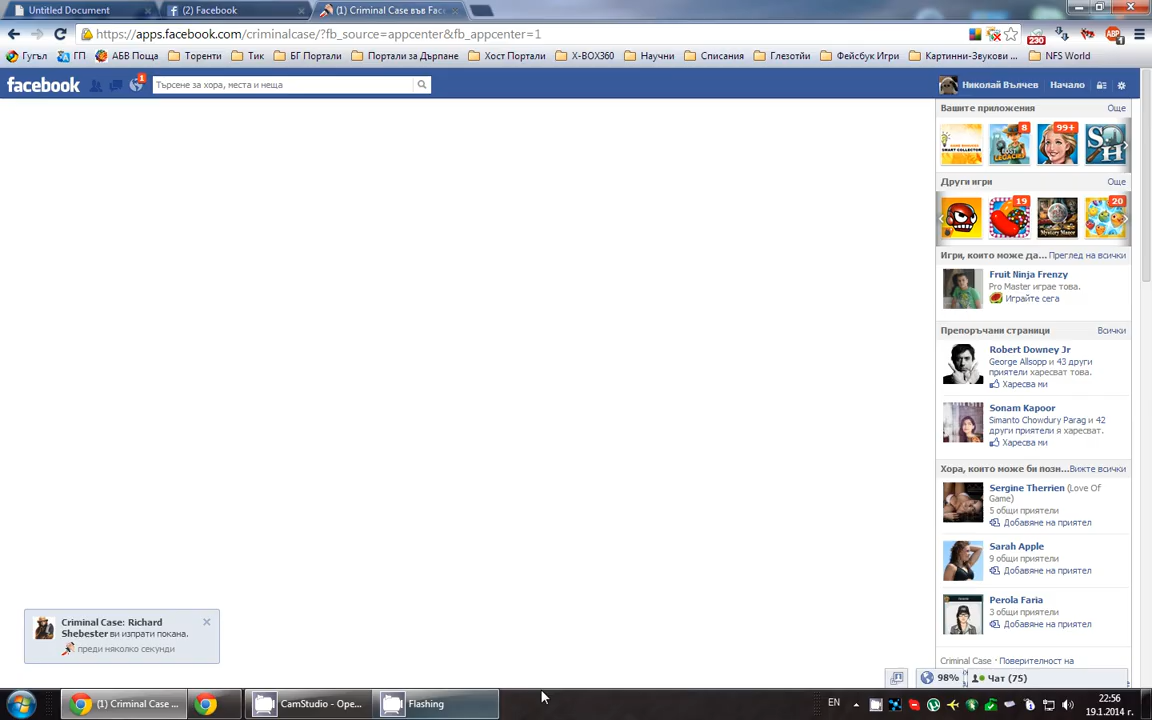 Untitled Document
(2) Facebook
(1) Criminal Case във Face
https://apps.facebook.com/criminalcase/?fb_source=appcenter&fb_appcenter=1
230
ABP
1
Гугъл
ГП
АБВ Поща
Торенти
Тик
БГ Портали
Портали за Дърпане
Хост Портали
X-BOX360
Научни
Списания
Глезотйи
Фейсбук Игри
Картинни-Звукови ...
NFS World
facebook
1
Търсене за хора, места и неща
Николай Вълчев
Начало
Вашите приложения
Още
8
99+
SH
Други игри
Още
19
20
Игри, които може да...
Преглед на всички
Fruit Ninja Frenzy
Pro Master играе това.
Играйте сега
Препоръчани страници
Всички
Robert Downey Jr
George Allsopp и 43 други
приятели харесват това.
Харесва ми
Sonam Kapoor
Simanto Chowdury Parag и 42
други приятели я харесват.
Харесва ми
Хора, които може би позн...
Вижте всички
Sergine Therrien (Love Of
Game)
5 общи приятели
Добавяне на приятел
Sarah Apple
9 общи приятели
Добавяне на приятел
Perola Faria
3 общи приятели
Добавяне на приятел
Criminal Case · Поверителност на
Criminal Case: Richard
Shebester ви изпрати покана.
преди няколко секунди
98%
Чат (75)
(1) Criminal Case ...
CamStudio - Ope...
Flashing
EN
22:56
19.1.2014 г.